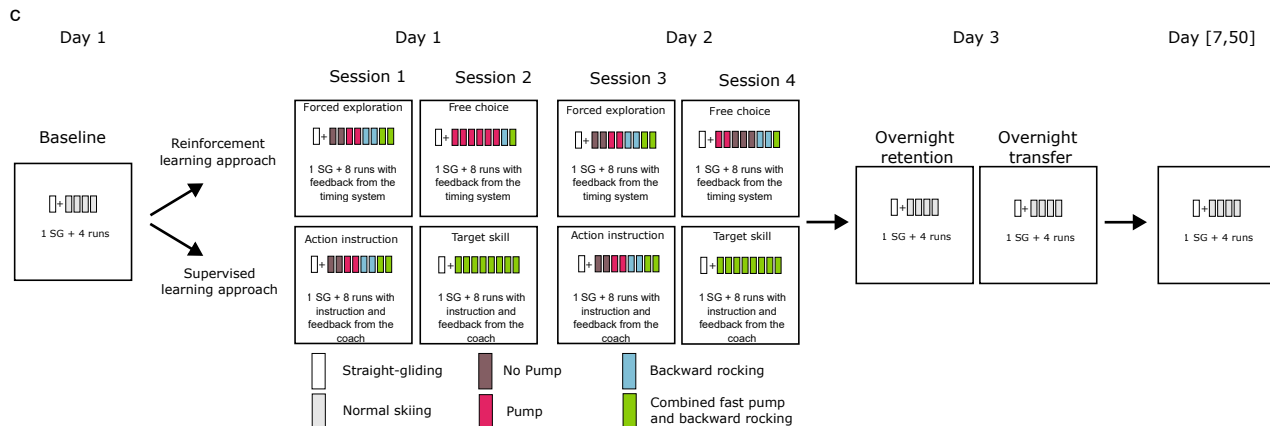 C
Day 1
Day 1
Day 2
Day 3
Day [7,50]
Baseline
+
1 SG + 4 runs
Reinforcement
learning approach
Supervised
learning approach
Session 1
Forced exploration
+
1 SG + 8 runs with
feedback from the
timing system
Session 2
Free choice
+
1 SG + 8 runs with
feedback from the
timing system
Session 3
Forced exploration
+
1 SG + 8 runs with
feedback from the
timing system
Session 4
Free choice
+
1 SG + 8 runs with
feedback from the
timing system
Action instruction
+
1 SG + 8 runs with
instruction and
feedback from the
coach
Target skill
+
1 SG + 8 runs with
instruction and
feedback from the
coach
Action instruction
+
1 SG + 8 runs with
instruction and
feedback from the
coach
Target skill
+
1 SG + 8 runs with
instruction and
feedback from the
coach
Overnight
retention
+
1 SG + 4 runs
Overnight
transfer
+
1 SG + 4 runs
+
1 SG + 4 runs
Straight-gliding
No Pump
Backward rocking
Normal skiing
Pump
Combined fast pump
and backward rocking